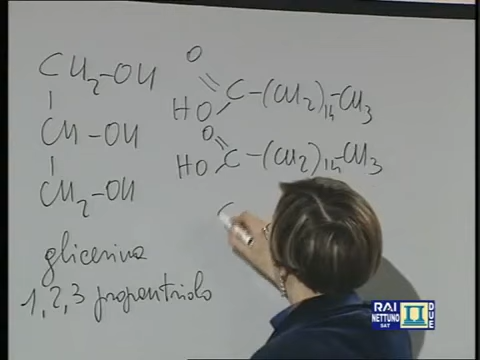 CH2-OH
CH-OH
CH2-OH
glicerina
1,2,3 propantriolo
O
C-(CH2)14-CH3
HO
O
HO C-(CH2)14-CH3
C
RAI
NETTUNO
SAT
DUE